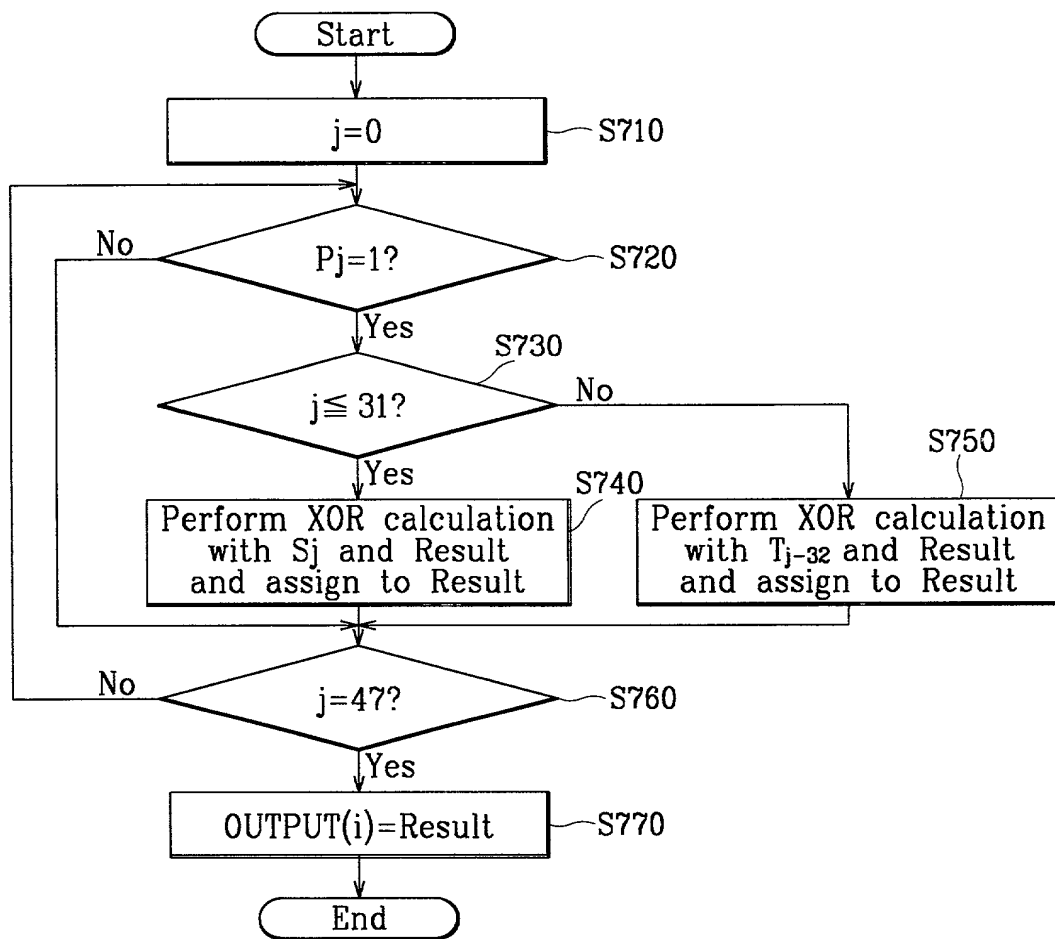 Start
j=0
S710
No
Pj=1?
S720
Yes
S730
j≦31?
No
Yes
S740
S750
Perform XOR calculation
with Sj and Result
and assign to Result
Perform XOR calculation
with Tj-32 and Result
and assign to Result
No
j=47?
S760
Yes
OUTPUT(i)=Result
S770
End